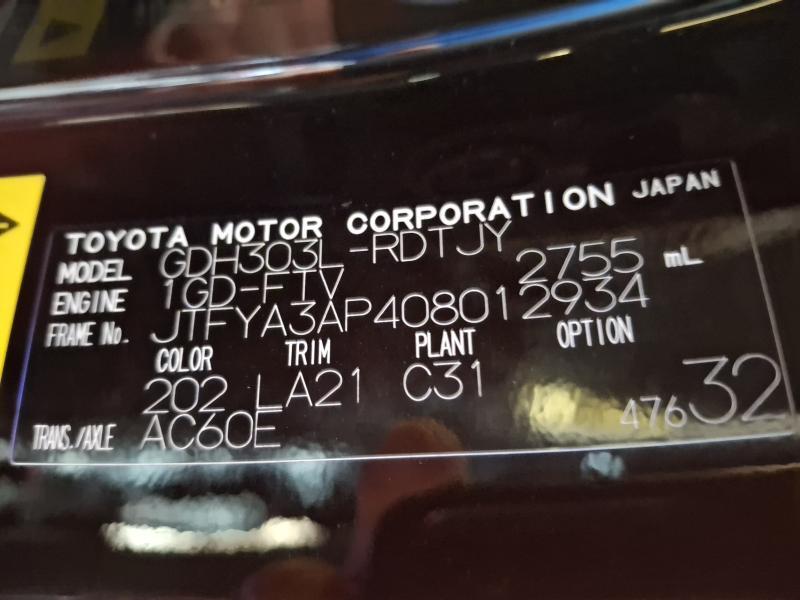 TOYOTA MOTOR CORPORATION JAPAN
MODEL GDH303L-RDTJY
ENGINE 1GD-FTV 2755 mL
FRAME No. JTFYA3AP408012934
COLOR TRIM PLANT OPTION
202 LA21 C31
TRANS./AXLE AC60E 47632